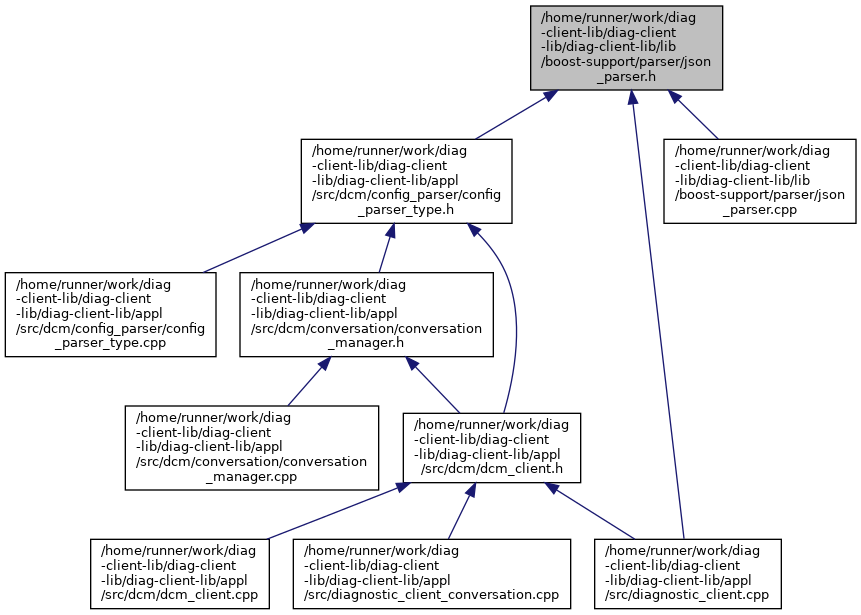 /home/runner/work/diag
-client-lib/diag-client
-lib/diag-client-lib/lib
/boost-support/parser/json
_parser.h
/home/runner/work/diag
-client-lib/diag-client
-lib/diag-client-lib/appl
/src/dcm/config_parser/config
_parser_type.h
/home/runner/work/diag
-client-lib/diag-client
-lib/diag-client-lib/lib
/boost-support/parser/json
_parser.cpp
/home/runner/work/diag
-client-lib/diag-client
-lib/diag-client-lib/appl
/src/dcm/config_parser/config
_parser_type.cpp
/home/runner/work/diag
-client-lib/diag-client
-lib/diag-client-lib/appl
/src/dcm/conversation/conversation
_manager.h
/home/runner/work/diag
-client-lib/diag-client
-lib/diag-client-lib/appl
/src/dcm/conversation/conversation
_manager.cpp
/home/runner/work/diag
-client-lib/diag-client
-lib/diag-client-lib/appl
/src/dcm/dcm_client.h
/home/runner/work/diag
-client-lib/diag-client
-lib/diag-client-lib/appl
/src/dcm/dcm_client.cpp
/home/runner/work/diag
-client-lib/diag-client
-lib/diag-client-lib/appl
/src/diagnostic_client_conversation.cpp
/home/runner/work/diag
-client-lib/diag-client
-lib/diag-client-lib/appl
/src/diagnostic_client.cpp